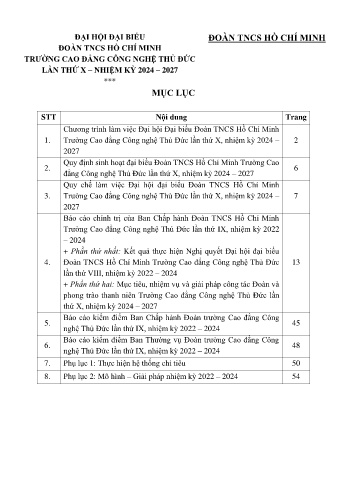 ĐẠI HỘI ĐẠI BIỂU
ĐOÀN TNCS HỒ CHÍ MINH
TRƯỜNG CAO ĐẲNG CÔNG NGHỆ THỦ ĐỨC
LẦN THỨ X – NHIỆM KỲ 2024 – 2027
***
ĐOÀN TNCS HỒ CHÍ MINH
MỤC LỤC
STT Nội dung Trang
1. Chương trình làm việc Đại hội Đại biểu Đoàn TNCS Hồ Chí Minh
Trường Cao đẳng Công nghệ Thủ Đức lần thứ X, nhiệm kỳ 2024 – 2
2027
2. Quy định sinh hoạt đại biểu Đoàn TNCS Hồ Chí Minh Trường Cao
đẳng Công nghệ Thủ Đức lần thứ X, nhiệm kỳ 2024 – 2027 6
3. Quy chế làm việc Đại hội đại biểu Đoàn TNCS Hồ Chí Minh
Trường Cao đẳng Công nghệ Thủ Đức lần thứ X, nhiệm kỳ 2024 – 7
2027
4. Báo cáo chính trị của Ban Chấp hành Đoàn TNCS Hồ Chí Minh
Trường Cao đẳng Công nghệ Thủ Đức lần thứ IX, nhiệm kỳ 2022
– 2024
+ Phần thứ nhất: Kết quả thực hiện Nghị quyết Đại hội đại biểu
Đoàn TNCS Hồ Chí Minh Trường Cao đẳng Công nghệ Thủ Đức 13
lần thứ VIII, nhiệm kỳ 2022 – 2024
+ Phần thứ hai: Mục tiêu, nhiệm vụ và giải pháp công tác Đoàn và
phong trào thanh niên Trường Cao đẳng Công nghệ Thủ Đức lần
thứ X, nhiệm kỳ 2024 – 2027
5. Báo cáo kiểm điểm Ban Chấp hành Đoàn trường Cao đẳng Công
nghệ Thủ Đức lần thứ IX, nhiệm kỳ 2022 – 2024 45
6. Báo cáo kiểm điểm Ban Thường vụ Đoàn trường Cao đẳng Công
nghệ Thủ Đức lần thứ IX, nhiệm kỳ 2022 – 2024 48
7. Phụ lục 1: Thực hiện hệ thống chỉ tiêu 50
8. Phụ lục 2: Mô hình – Giải pháp nhiệm kỳ 2022 – 2024 54